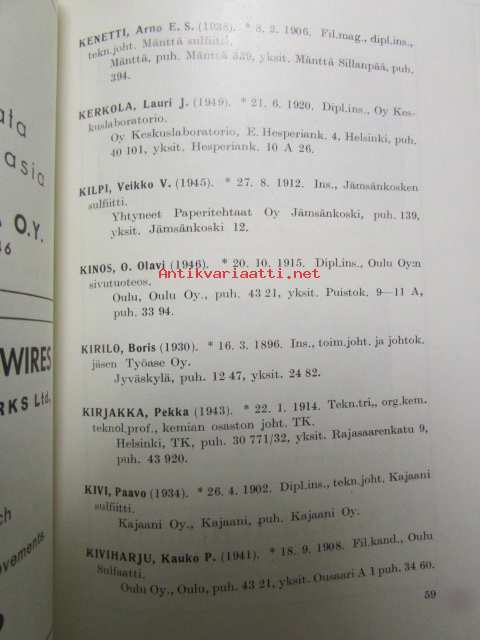 KENETTI, Arno E. S. (1938). * 8. 2. 1906. Fil.mag., dipl.ins.,
tekn.joht. Mänttä sulfiitti.
Mänttä, puh. Mänttä 339, yksit. Mänttä Sillanpää, puh.
394.
KERKOLA, Lauri J. (1949). * 21. 6. 1920. Dipl.ins., Oy Kes-
kuslaboratorio.
Oy Keskuslaboratorio, E. Hesperiank. 4, Helsinki, puh.
40 101, yksit. Hesperiank. 10 A 26.
KILPI, Veikko V. (1945). * 27. 8. 1912. Ins., Jämsänkosken
sulfiitti.
Yhtyneet Paperitehtaat Oy Jämsänkoski, puh. 139,
yksit. Jämsänkoski 12.
KINOS, O. Olavi (1946). * 20. 10. 1915. Dipl.ins., Oulu Oy:n
sivutuoteos.
Antikvariaatti.net
Oulu, Oulu Oy., puh. 43 21, yksit. Puistok. 9—11 A,
puh. 33 94.
KIRILO, Boris (1930). * 16. 3. 1896. Ins., toim.joht. ja johtok.
jäsen Työase Oy.
Jyväskylä, puh. 12 47, yksit. 24 82.
KIRJAKKA, Pekka (1943). * 22. 1. 1914. Tekn.tri,, org.kem.
teknol.prof., kemian osaston joht. TK.
Helsinki, TK, puh. 30 771/32, yksit. Rajasaarenkatu 9,
puh. 43 920.
KIVI, Paavo (1934). * 26. 4. 1902. Dipl.ins., tekn.joht. Kajaani
sulfiitti.
Kajaani Oy., Kajaani, puh. Kajaani Oy.
KIVIHARJU, Kauko P. (1941). * 18. 9. 1908. Fil.kand., Oulu
Sulfaatti.
Oulu Oy., Oulu, puh. 43 21, yksit. Ousaari A 1 puh. 34 60.
59
asia
O.Y.
46
WIRES
RKS Ltd.
ch
ovements